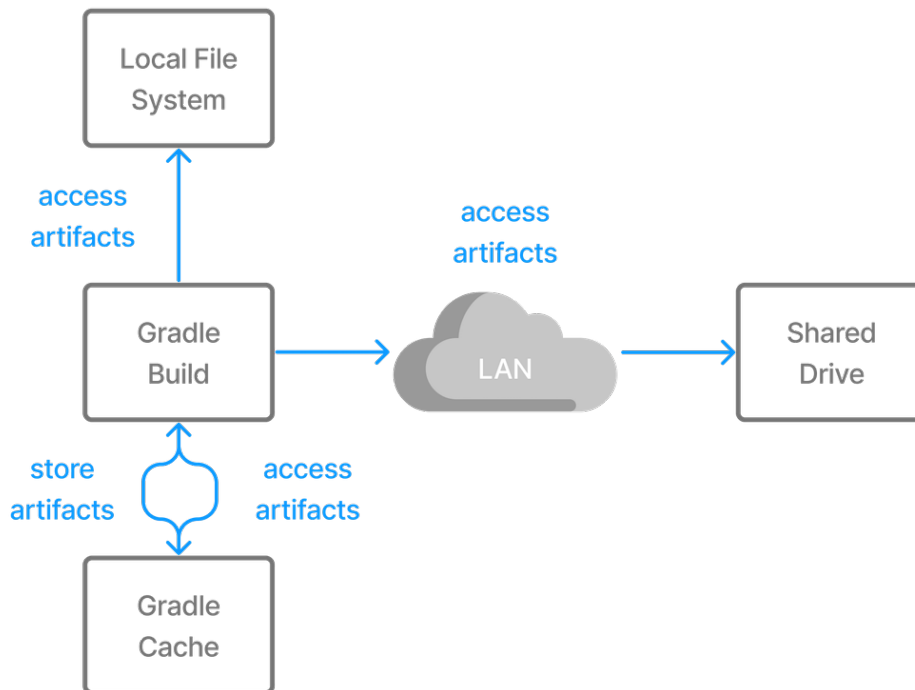 Local File
System
access
artifacts
access
artifacts
Gradle
Build
LAN
Shared
Drive
store
artifacts
access
artifacts
Gradle
Cache